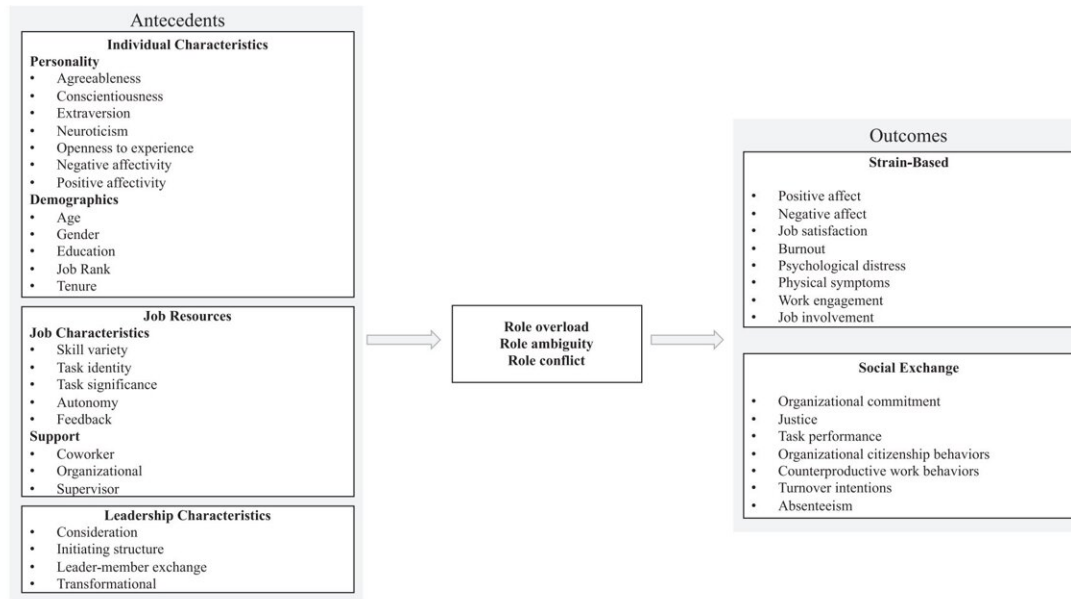 Antecedents
Individual Characteristics
Personality
• Agreeableness
• Conscientiousness
• Extraversion
• Neuroticism
• Openness to experience
• Negative affectivity
• Positive affectivity
Demographics
• Age
• Gender
• Education
• Job Rank
• Tenure
Job Resources
Job Characteristics
• Skill variety
• Task identity
• Task significance
• Autonomy
• Feedback
Support
• Coworker
• Organizational
• Supervisor
Leadership Characteristics
• Consideration
• Initiating structure
• Leader-member exchange
• Transformational
Role overload
Role ambiguity
Role conflict
Outcomes
Strain-Based
• Positive affect
• Negative affect
• Job satisfaction
• Burnout
• Psychological distress
• Physical symptoms
• Work engagement
• Job involvement
Social Exchange
• Organizational commitment
• Justice
• Task performance
• Organizational citizenship behaviors
• Counterproductive work behaviors
• Turnover intentions
• Absenteeism